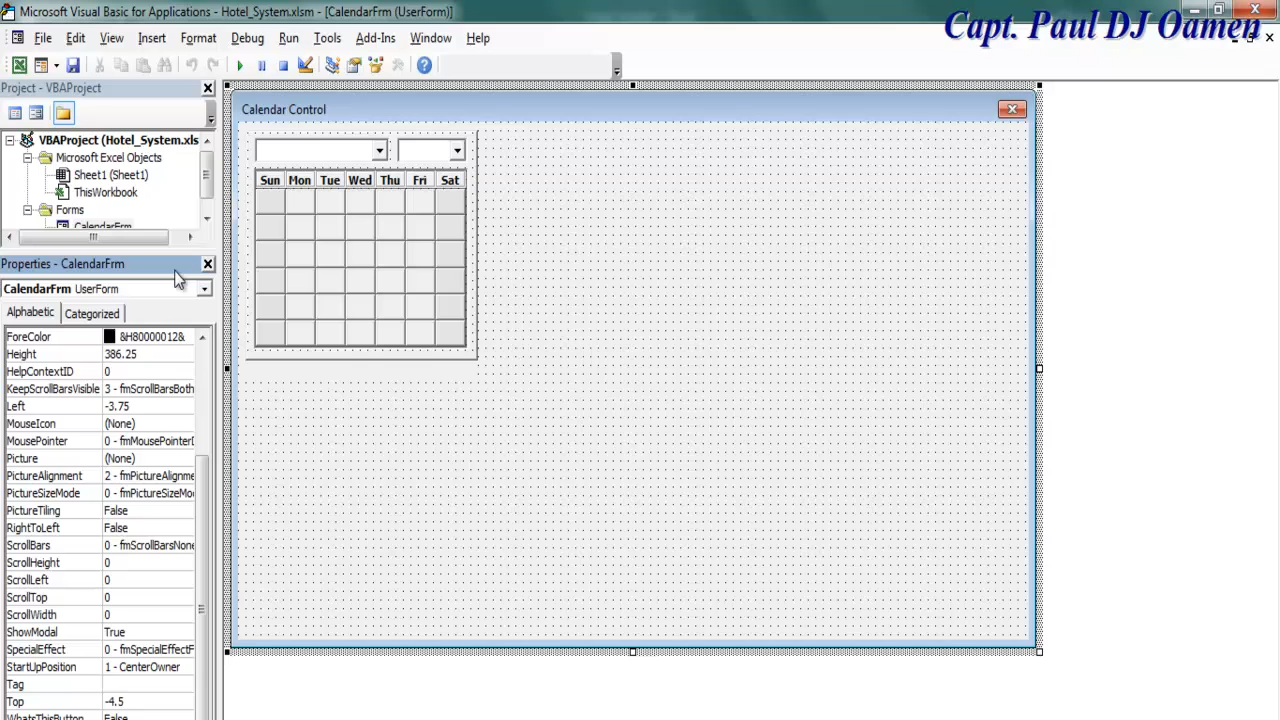 Microsoft Visual Basic for Applications - Hotel_System.xlsm - [CalendarFrm (UserForm)]
Capt. Paul DJ Oamen
File Edit View Insert Format Debug Run Tools Add-Ins Window Help
Project - VBAProject
VBAProject (Hotel_System.xls
Microsoft Excel Objects
Sheet1 (Sheet1)
ThisWorkbook
Forms
CalendarFrm
Properties - CalendarFrm
CalendarFrm UserForm
Alphabetic Categorized
ForeColor &H80000012&
Height 386.25
HelpContextID 0
KeepScrollBarsVisible 3 - fmScrollBarsBoth
Left -3.75
MouseIcon (None)
MousePointer 0 - fmMousePointerD
Picture (None)
PictureAlignment 2 - fmPictureAlignme
PictureSizeMode 0 - fmPictureSizeMo
PictureTiling False
RightToLeft False
ScrollBars 0 - fmScrollBarsNone
ScrollHeight 0
ScrollLeft 0
ScrollTop 0
ScrollWidth 0
ShowModal True
SpecialEffect 0 - fmSpecialEffectF
StartUpPosition 1 - CenterOwner
Tag
Top -4.5
WhatsThisButton False
Calendar Control
Sun Mon Tue Wed Thu Fri Sat